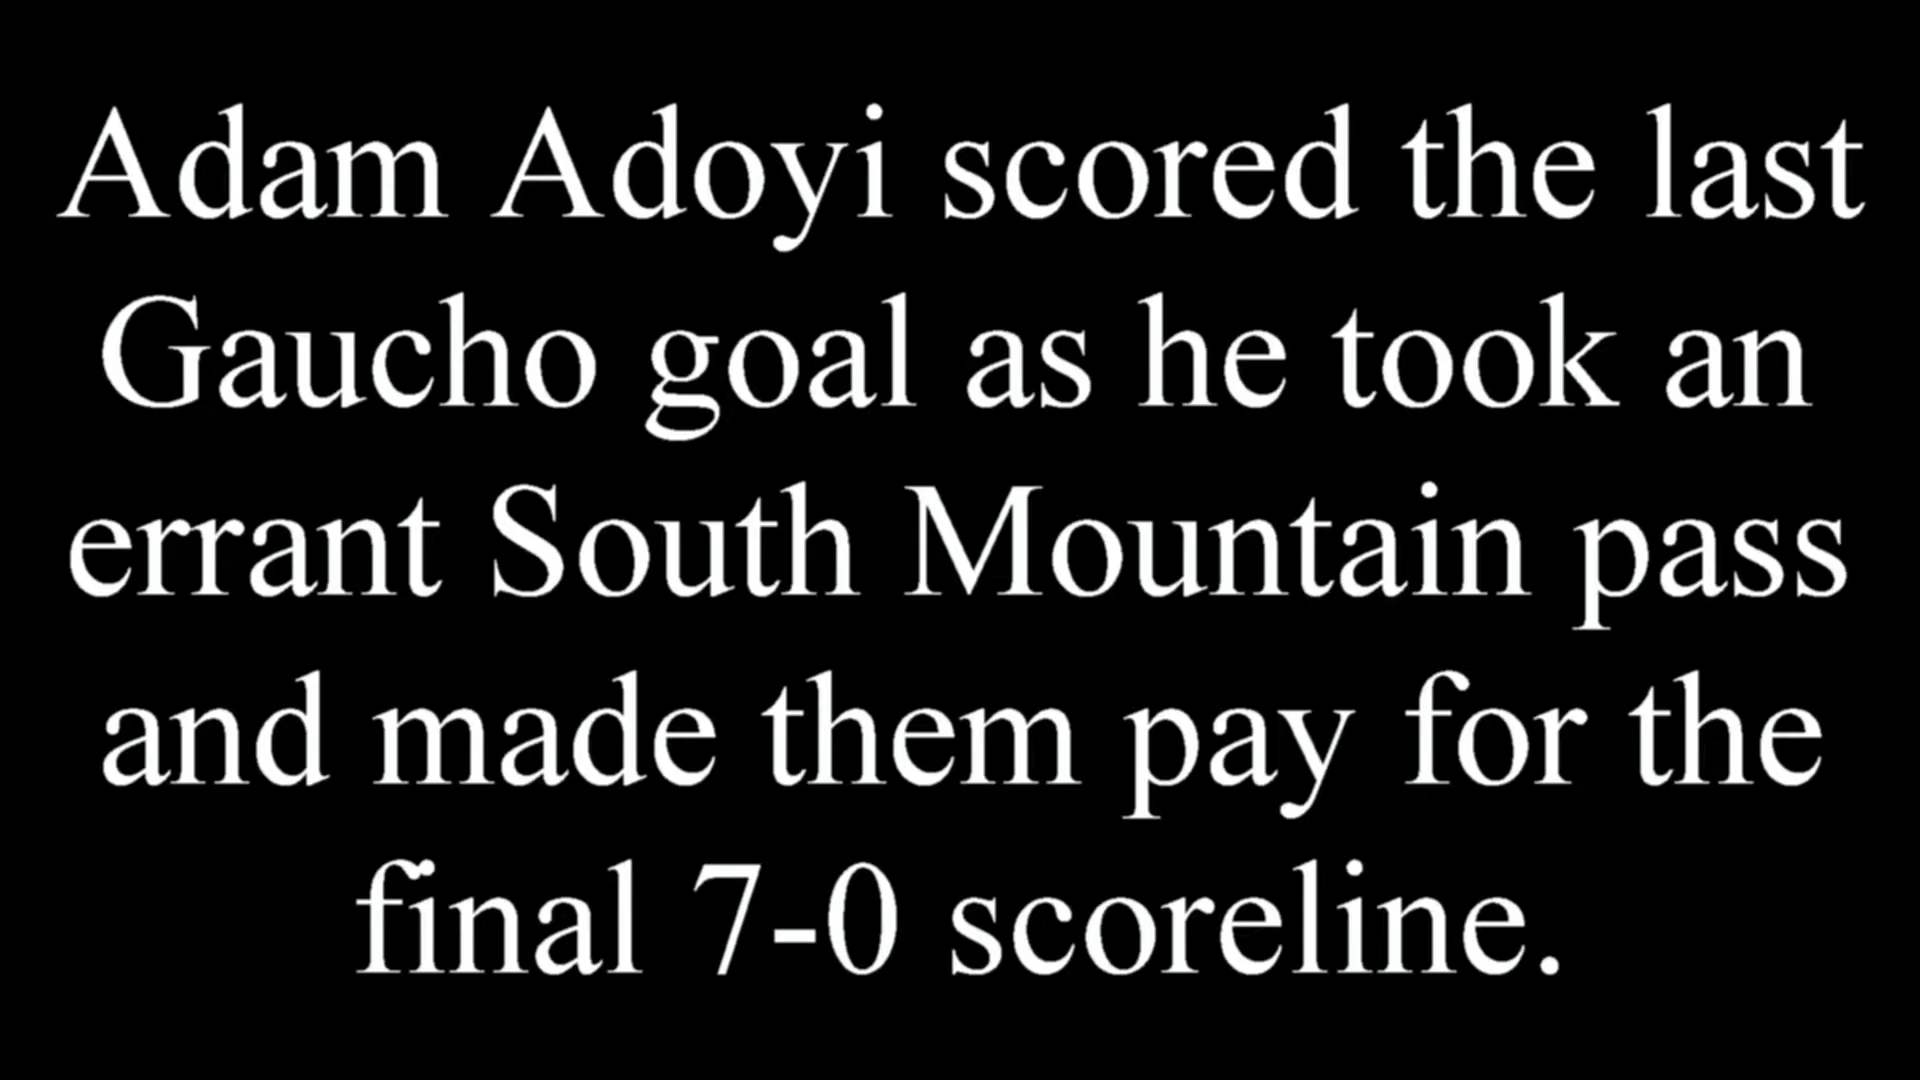 Adam Adoyi scored the last
Gaucho goal as he took an
errant South Mountain pass
and made them pay for the
final 7-0 scoreline.